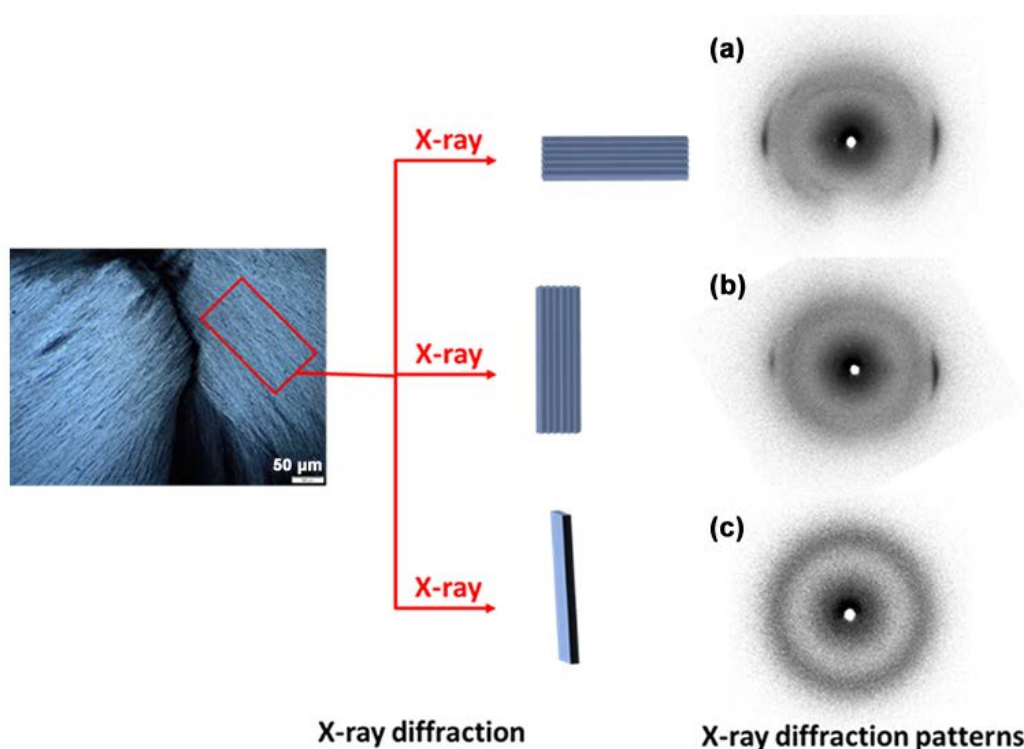 (a)
X-ray
(b)
X-ray
50 µm
(c)
X-ray
X-ray diffraction
X-ray diffraction patterns